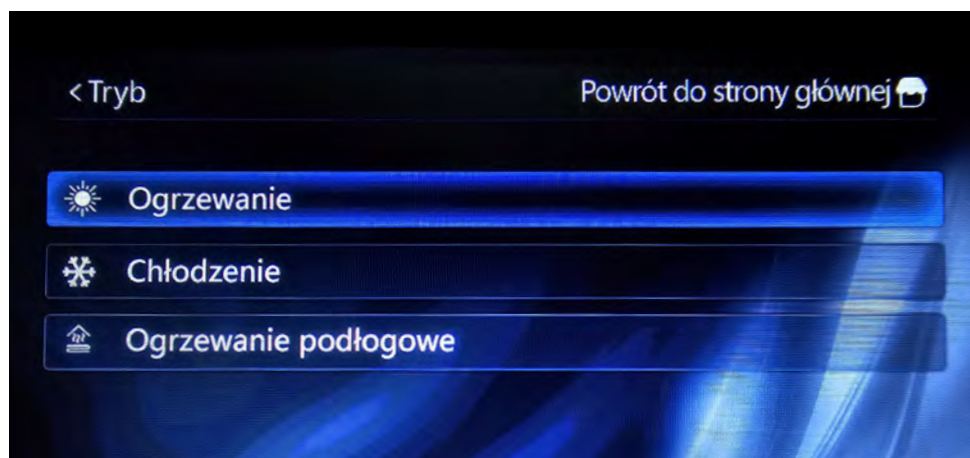 < Tryb
Powrót do strony głównej
Ogrzewanie
Chłodzenie
Ogrzewanie podłogowe